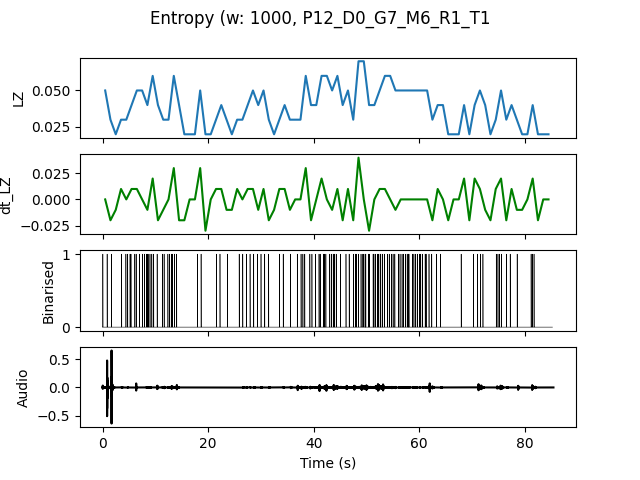 Entropy (w: 1000, P12_D0_G7_M6_R1_T1
LZ
0.050
0.025
dt_LZ
0.025
0.000
−0.025
Binarised
1
0
Audio
0.5
0.0
−0.5
0 20 40 60 80
Time (s)